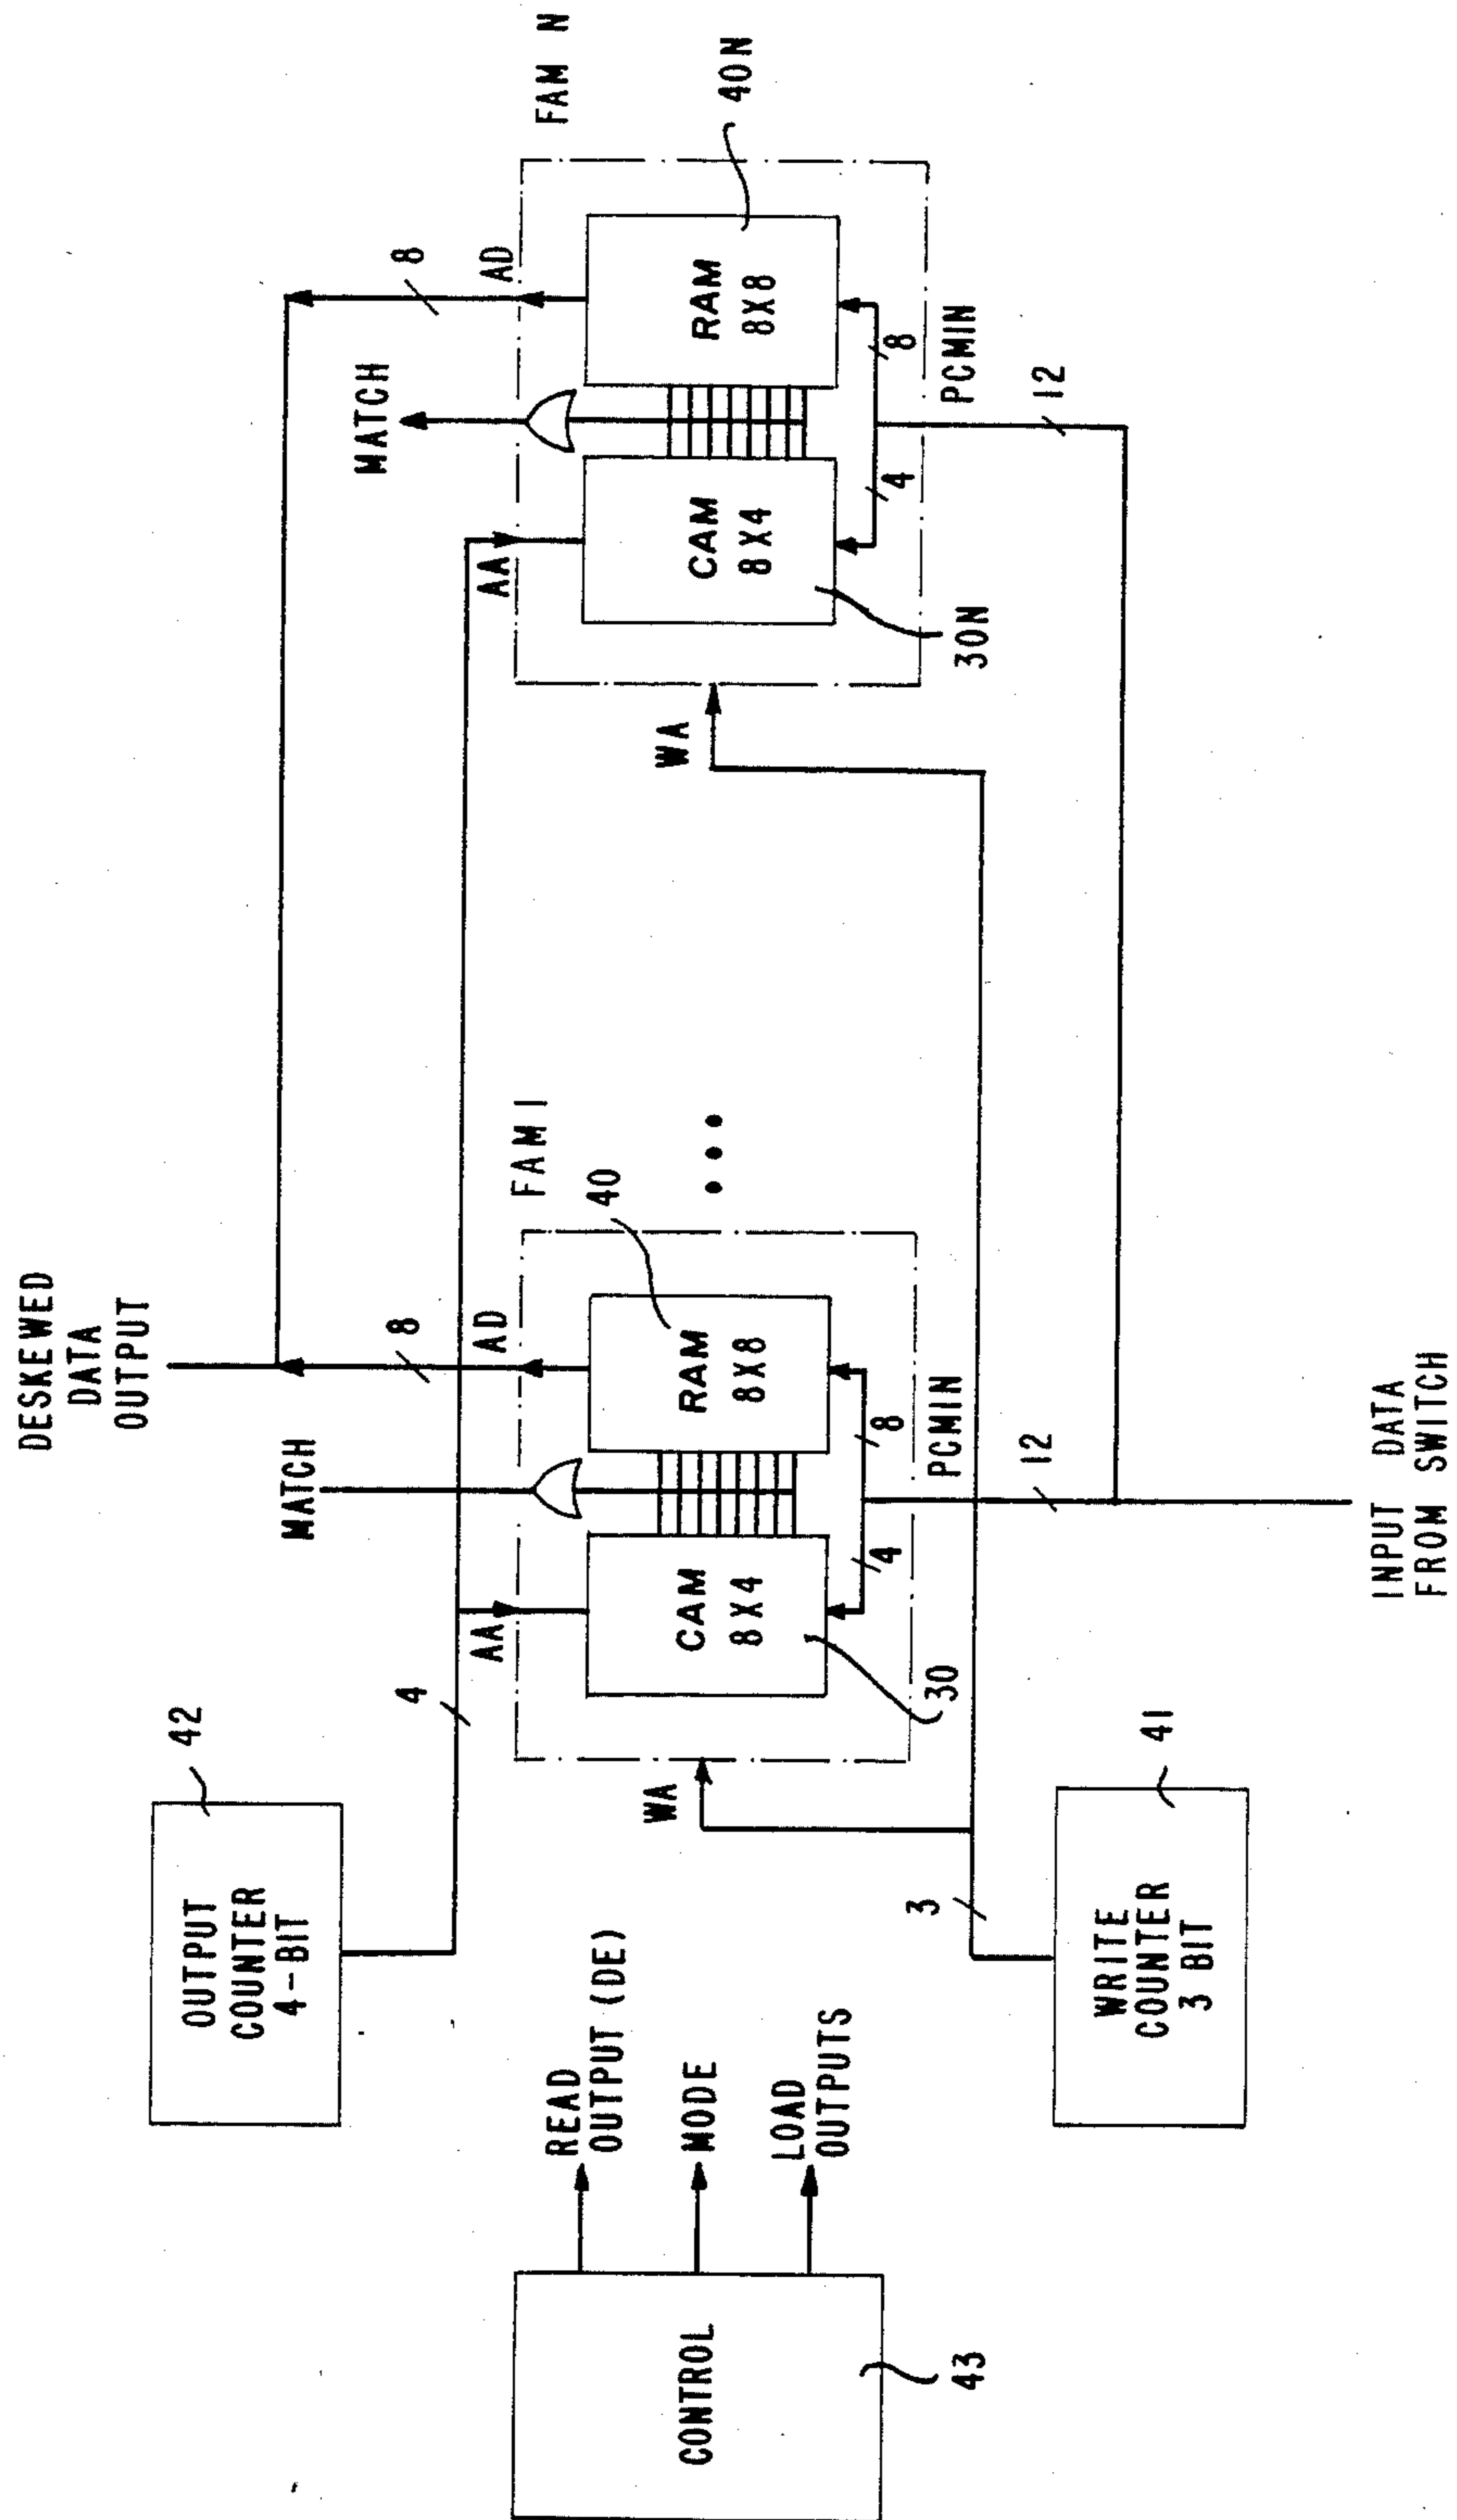 DESKEWED
DATA
OUTPUT
OUTPUT
COUNTER
4-BIT
42
4
MATCH
8
AD
AA
FAM 1
CAM
8X4
RAM
8X8
40
30
WA
4
8
PCMIN
12
INPUT DATA
FROM SWITCH
MATCH
8
AD
AA
FAM N
CAM
8X4
RAM
8X8
40N
30N
WA
4
8
PCMIN
12
CONTROL
43
READ
OUTPUT (DE)
MODE
LOAD
OUTPUTS
3
WRITE
COUNTER
3 BIT
41